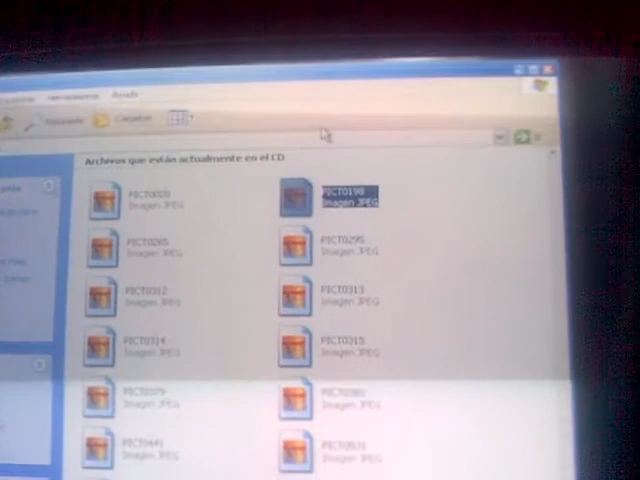 Ayuda
Búsqueda
Carpetas
Archivos que están actualmente en el CD
Imagen JPEG
PICT0198
Imagen JPEG
PICT0265
Imagen JPEG
PICT0295
Imagen JPEG
PICT0312
Imagen JPEG
PICT0313
Imagen JPEG
PICT0314
Imagen JPEG
PICT0315
Imagen JPEG
PICT0379
Imagen JPEG
Imagen JPEG
PICT0441
Imagen JPEG
PICT0531
Imagen JPEG